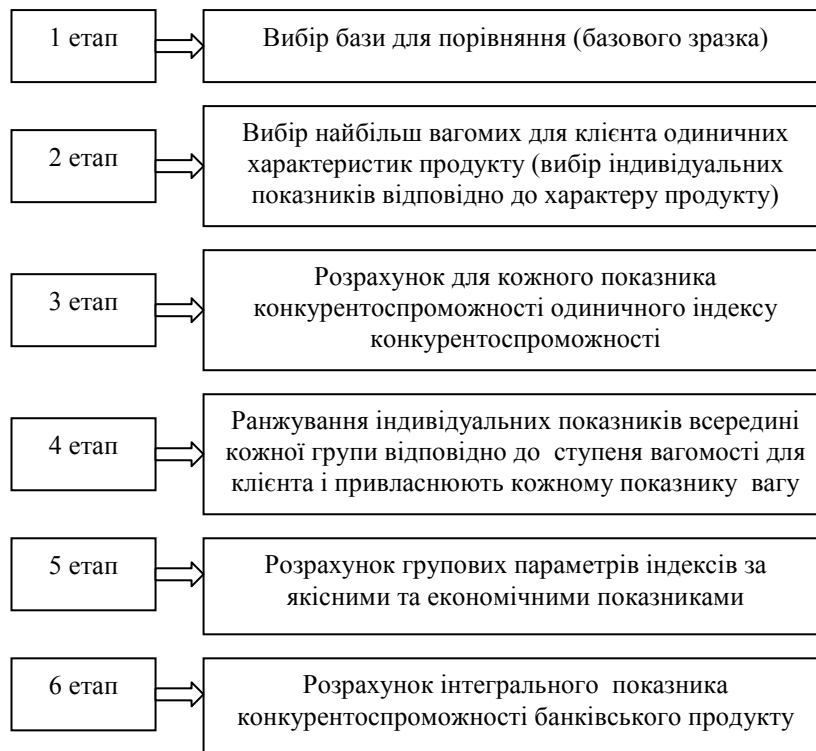 1 етап
Вибір бази для порівняння (базового зразка)
2 етап
Вибір найбільш вагомих для клієнта одиничних
характеристик продукту (вибір індивідуальних
показників відповідно до характеру продукту)
3 етап
Розрахунок для кожного показника
конкурентоспроможності одиничного індексу
конкурентоспроможності
4 етап
Ранжування індивідуальних показників всередині
кожної групи відповідно до ступеня вагомості для
клієнта і привласнюють кожному показнику вагу
5 етап
Розрахунок групових параметрів індексів за
якісними та економічними показниками
6 етап
Розрахунок інтегрального показника
конкурентоспроможності банківського продукту